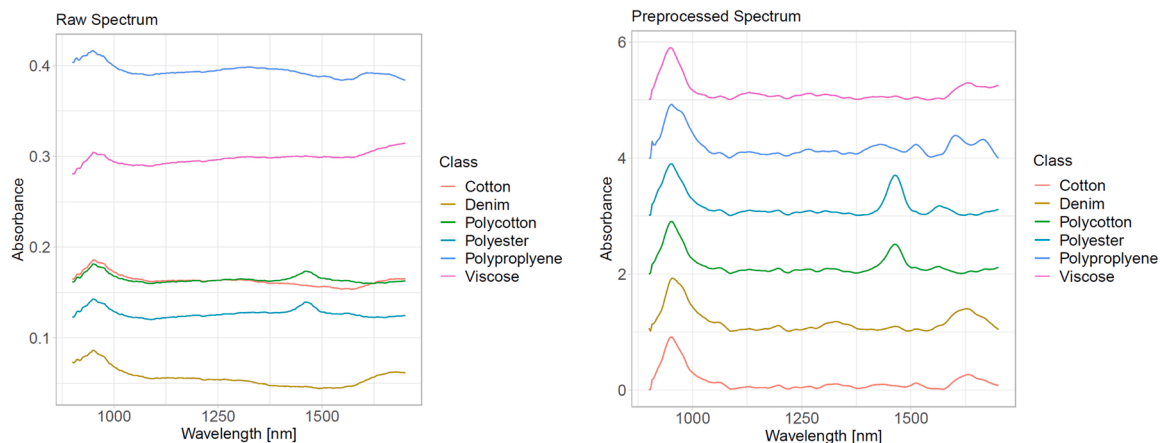 Raw Spectrum
Absorbance
0.4
0.3
0.2
0.1
1000
1250
1500
Wavelength [nm]
Class
Cotton
Denim
Polycotton
Polyester
Polyproplyene
Viscose
Preprocessed Spectrum
Absorbance
6
4
2
0
1000
1250
1500
Wavelength [nm]
Class
Cotton
Denim
Polycotton
Polyester
Polyproplyene
Viscose